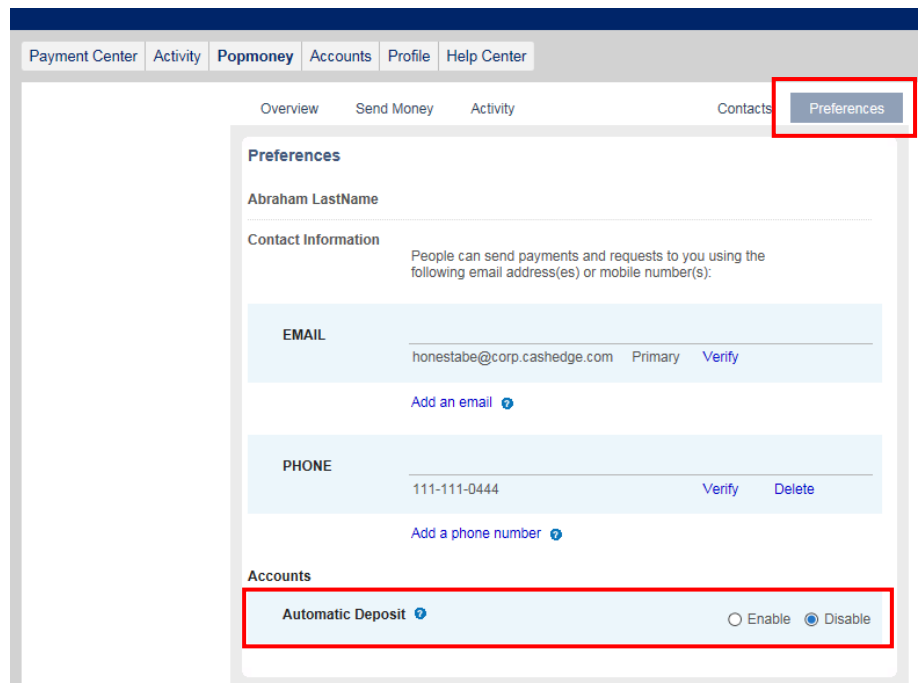 Payment Center Activity Popmoney Accounts Profile Help Center
Overview Send Money Activity Contacts Preferences
Preferences
Abraham LastName
Contact Information
People can send payments and requests to you using the
following email address(es) or mobile number(s):
EMAIL
honestabe@corp.cashedge.com Primary Verify
Add an email ?
PHONE
111-111-0444 Verify Delete
Add a phone number ?
Accounts
Automatic Deposit ? Enable Disable